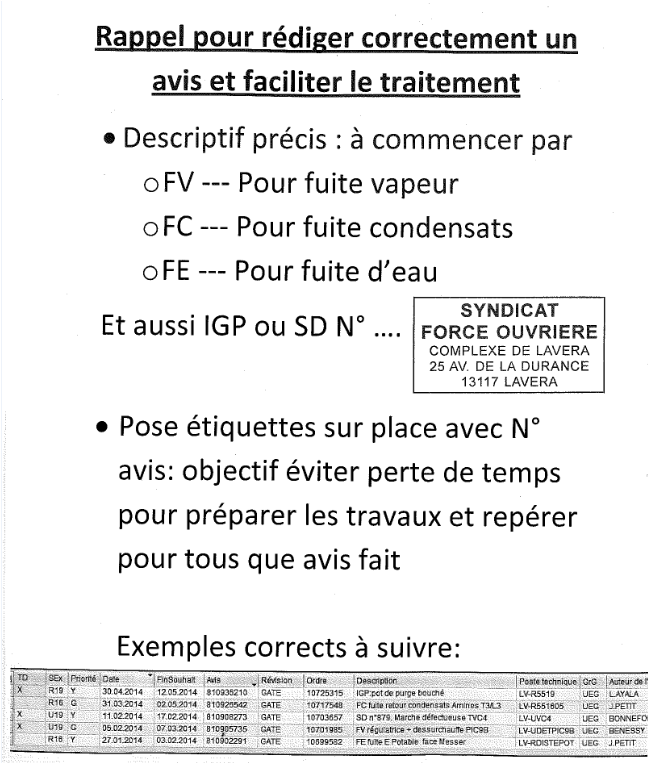 Rappel pour rédiger correctement un
avis et faciliter le traitement
• Descriptif précis : à commencer par
o FV --- Pour fuite vapeur
o FC --- Pour fuite condensats
o FE --- Pour fuite d'eau
Et aussi IGP ou SD N° ....
SYNDICAT
FORCE OUVRIERE
COMPLEXE DE LAVERA
25 AV. DE LA DURANCE
13117 LAVERA
• Pose étiquettes sur place avec N°
avis: objectif éviter perte de temps
pour préparer les travaux et repérer
pour tous que avis fait
Exemples corrects à suivre:
TD SEx Priorité Date FinSouhait Avis Révision Ordre Description Poste technique GrG Auteur de l'
X R19 Y 30.04.2014 12.05.2014 810936210 GATE 10725315 IGP:pot de purge bouché LV-R5519 UEG L.AYALA
R16 G 31.03.2014 02.05.2014 GATE 10717548 FC fuite retour condensats Amines LV-R551605 UEG J.PETIT
X U19 Y 11.02.2014 17.02.2014 810908273 GATE 10703657 SD n°879. Marche défectueuse TVC4 LV-UVC4 UEG BONNEFO
X U19 G 05.02.2014 07.03.2014 810905735 GATE 10701985 FV régulatrice + dessurchauffe PIC9B LV-UDETPIC9B UEG BENESSY
R16 Y 27.01.2014 03.02.2014 810902291 GATE 10699582 FE fuite E Potable face Messer LV-RDISTEPOT UEG J.PETIT